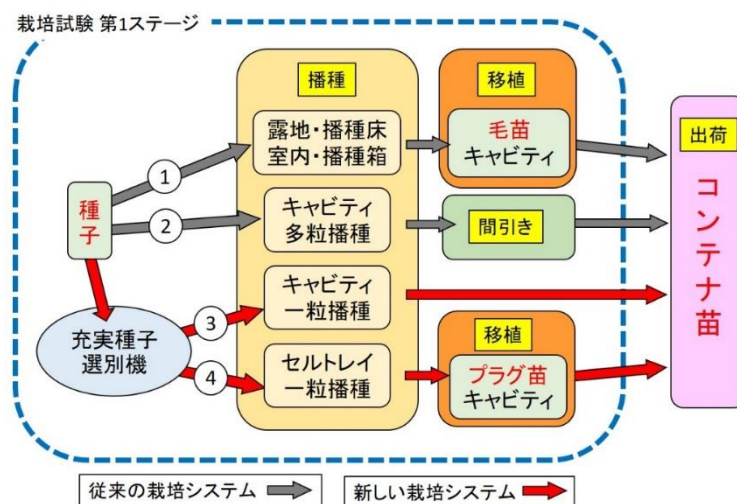 栽培試験 第1ステージ
播種
移植
露地・播種床
室内・播種箱
毛苗
キャビティ
出荷
コンテナ苗
種子
1
2
キャビティ
多粒播種
間引き
3
キャビティ
一粒播種
充実種子
選別機
4
セルトレイ
一粒播種
移植
プラグ苗
キャビティ
従来の栽培システム
新しい栽培システム